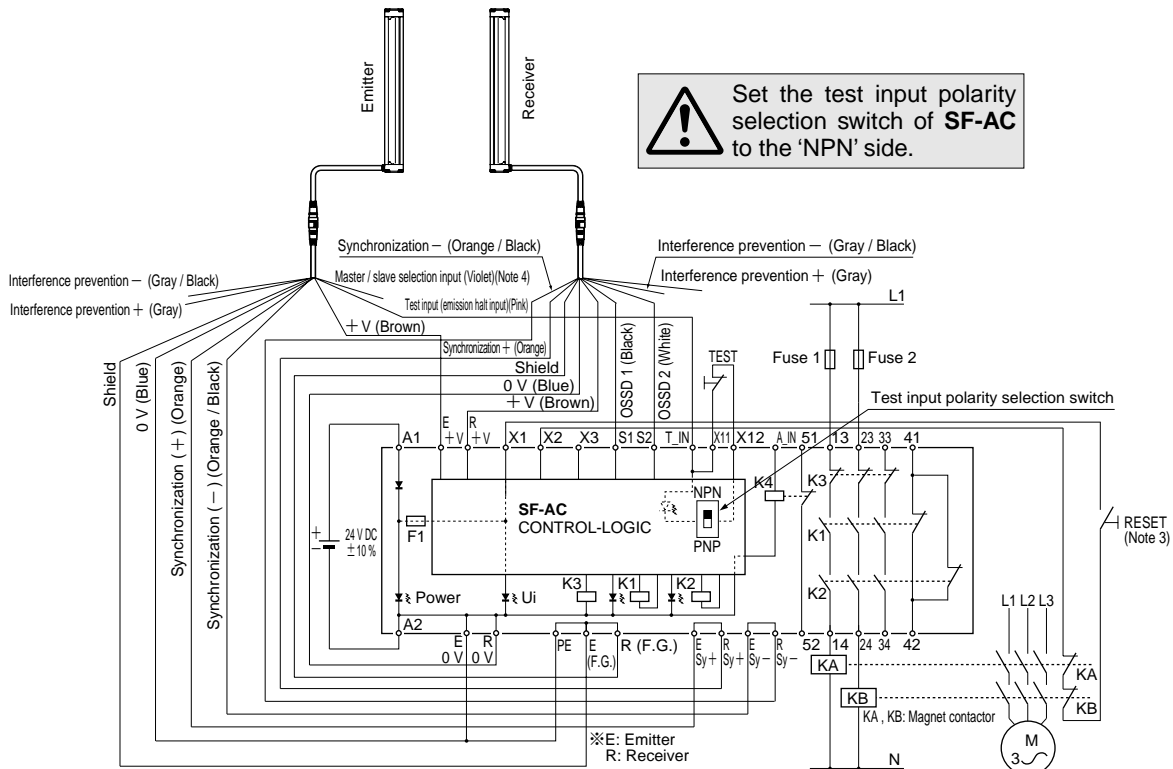 Emitter
Receiver
Set the test input polarity
selection switch of SF-AC
to the ‘NPN’ side.
Synchronization − (Orange / Black)
Interference prevention − (Gray / Black)
Interference prevention − (Gray / Black)
Master / slave selection input (Violet)(Note 4)
Interference prevention + (Gray)
Interference prevention + (Gray)
Test input (emission halt input)(Pink)
L1
+ V (Brown)
Synchronization + (Orange)
TEST
Fuse 1
Fuse 2
Shield
0 V (Blue)
Synchronization (+) (Orange)
Synchronization (−) (Orange / Black)
Shield
0 V (Blue)
+ V (Brown)
OSSD 1 (Black)
OSSD 2 (White)
Test input polarity selection switch
A1
E
+V
R
+V
X1
X2
X3
S1
S2
T_IN
X11
X12
A_IN
51
13
23
33
41
NPN
PNP
K4
K3
SF-AC
CONTROL-LOGIC
F1
+
−
24 V DC
±10 %
K1
RESET
(Note 3)
K3
K1
K2
K2
Power
Ui
L1 L2 L3
A2
E
0 V
R
0 V
PE
E
(F.G.)
R (F.G.)
E
Sy+
R
Sy+
E
Sy−
R
Sy−
52
14
24
34
42
KA
KA
KB
KB
KA , KB: Magnet contactor
※E: Emitter
R: Receiver
M
3
N